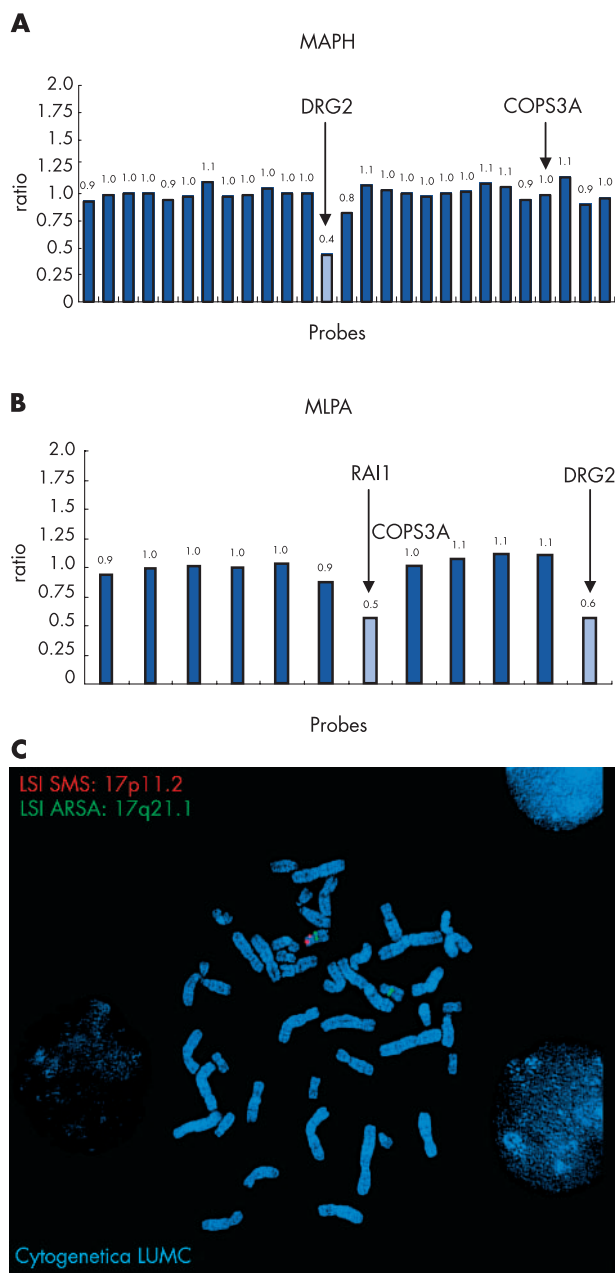 A
MAPH
DRG2
COPS3A
2.0
1.75
1.5
1.25
1.0
0.75
0.5
0.25
0
ratio
0.9 1.0 1.0 1.0 0.9 1.0 1.1 1.0 1.0 1.0 1.0 1.0 0.4 0.8 1.1 1.0 1.0 1.0 1.0 1.0 1.1 1.1 0.9 1.0 1.1 0.9 1.0
Probes
B
MLPA
RAI1
COPS3A
DRG2
2.0
1.75
1.5
1.25
1.0
0.75
0.5
0.25
0
ratio
0.9 1.0 1.0 1.0 1.0 0.9 0.5 1.0 1.1 1.1 1.1 0.6
Probes
C
LSI SMS: 17p11.2
LSI ARSA: 17q21.1
Cytogenetica LUMC